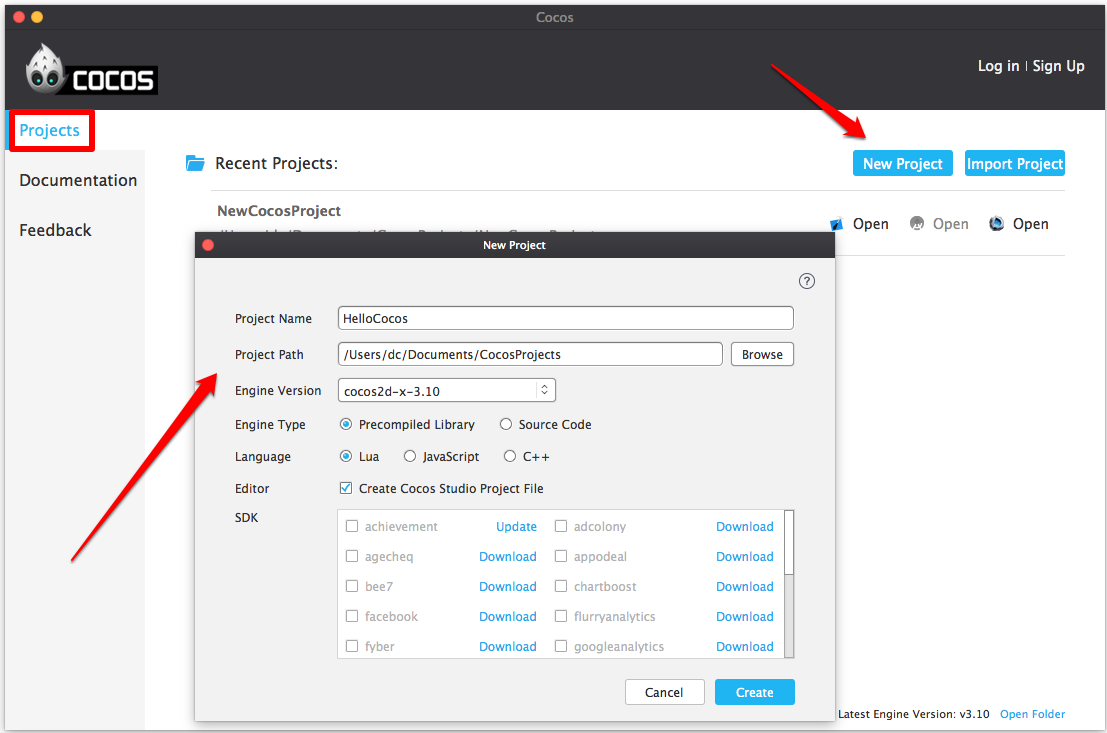 Cocos
COCOS
Log in | Sign Up
Projects
Documentation
Feedback
Recent Projects:
New Project
Import Project
NewCocosProject
Open
Open
Open
New Project
?
Project Name
HelloCocos
Project Path
/Users/dc/Documents/CocosProjects
Browse
Engine Version
cocos2d-x-3.10
Engine Type
Precompiled Library
Source Code
Language
Lua
JavaScript
C++
Editor
Create Cocos Studio Project File
SDK
achievement
Update
adcolony
Download
agecheq
Download
appodeal
Download
bee7
Download
chartboost
Download
facebook
Download
flurryanalytics
Download
fyber
Download
googleanalytics
Download
Cancel
Create
Latest Engine Version: v3.10
Open Folder